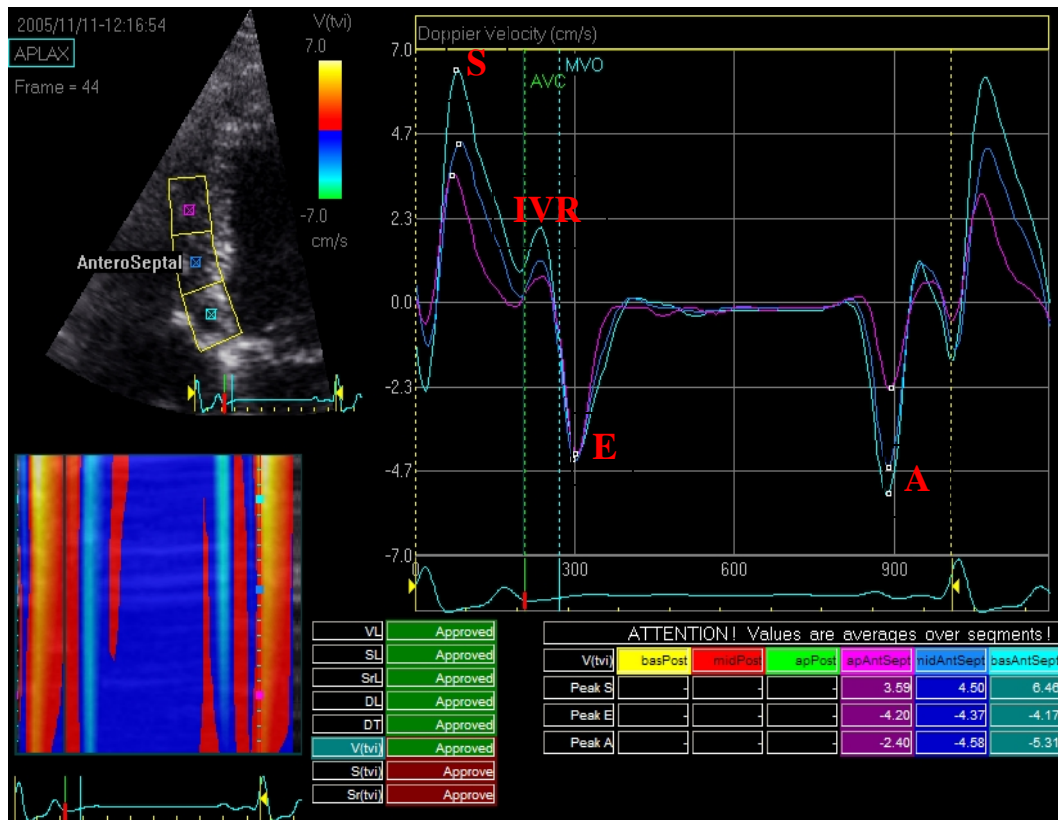 2005/11/11-12:16:54
APLAX
Frame = 44
V(tvi)
7.0
-7.0
cm/s
AnteroSeptal
Doppler Velocity (cm/s)
7.0
4.7
2.3
0.0
-2.3
-4.7
-7.0
S
AVC
MVO
IVR
E
A
0
300
600
900
VL Approved
SL Approved
SrL Approved
DL Approved
DT Approved
V(tvi) Approved
S(tvi) Approve
Sr(tvi) Approve
ATTENTION! Values are averages over segments!
V(tvi) basPost midPost apPost apAntSept midAntSept basAntSept
Peak S - - - 3.59 4.50 6.46
Peak E - - - -4.20 -4.37 -4.17
Peak A - - - -2.40 -4.58 -5.31